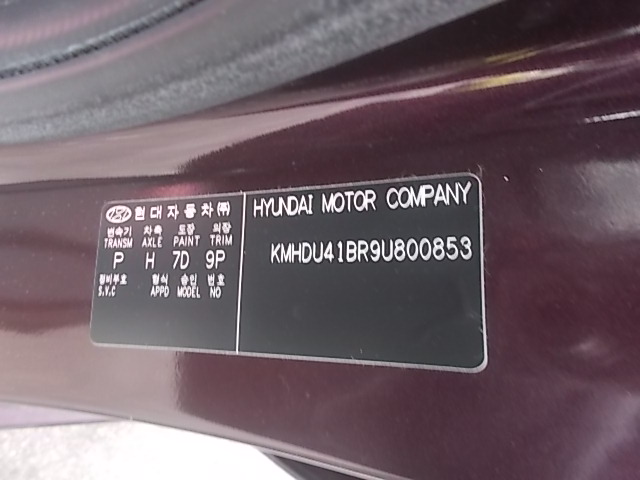 현대자동차㈜
변속기 차축 도장 의장
TRANSM AXLE PAINT TRIM
P H 7D 9P
정비부호 형식 승인 번호
S.V.C APPD MODEL NO
HYUNDAI MOTOR COMPANY
KMHDU41BR9U800853